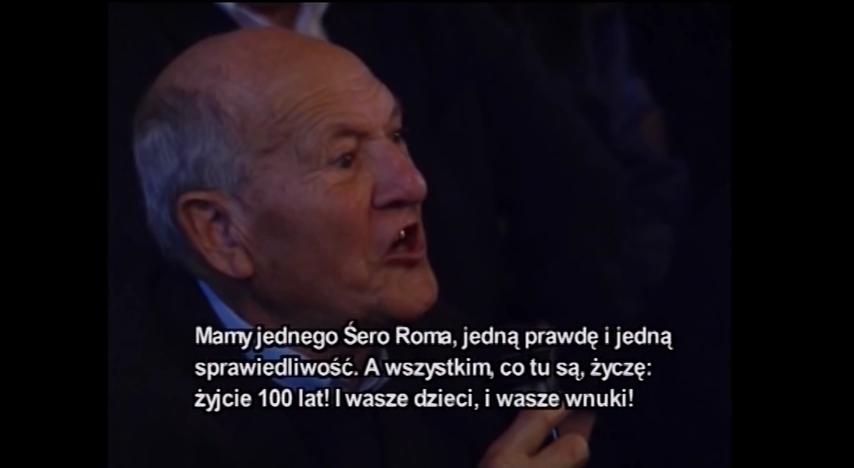 Mamy jednego Śero Roma, jedną prawdę i jedną
sprawiedliwość. A wszystkim, co tu są, życzę:
żyjcie 100 lat! I wasze dzieci, i wasze wnuki!